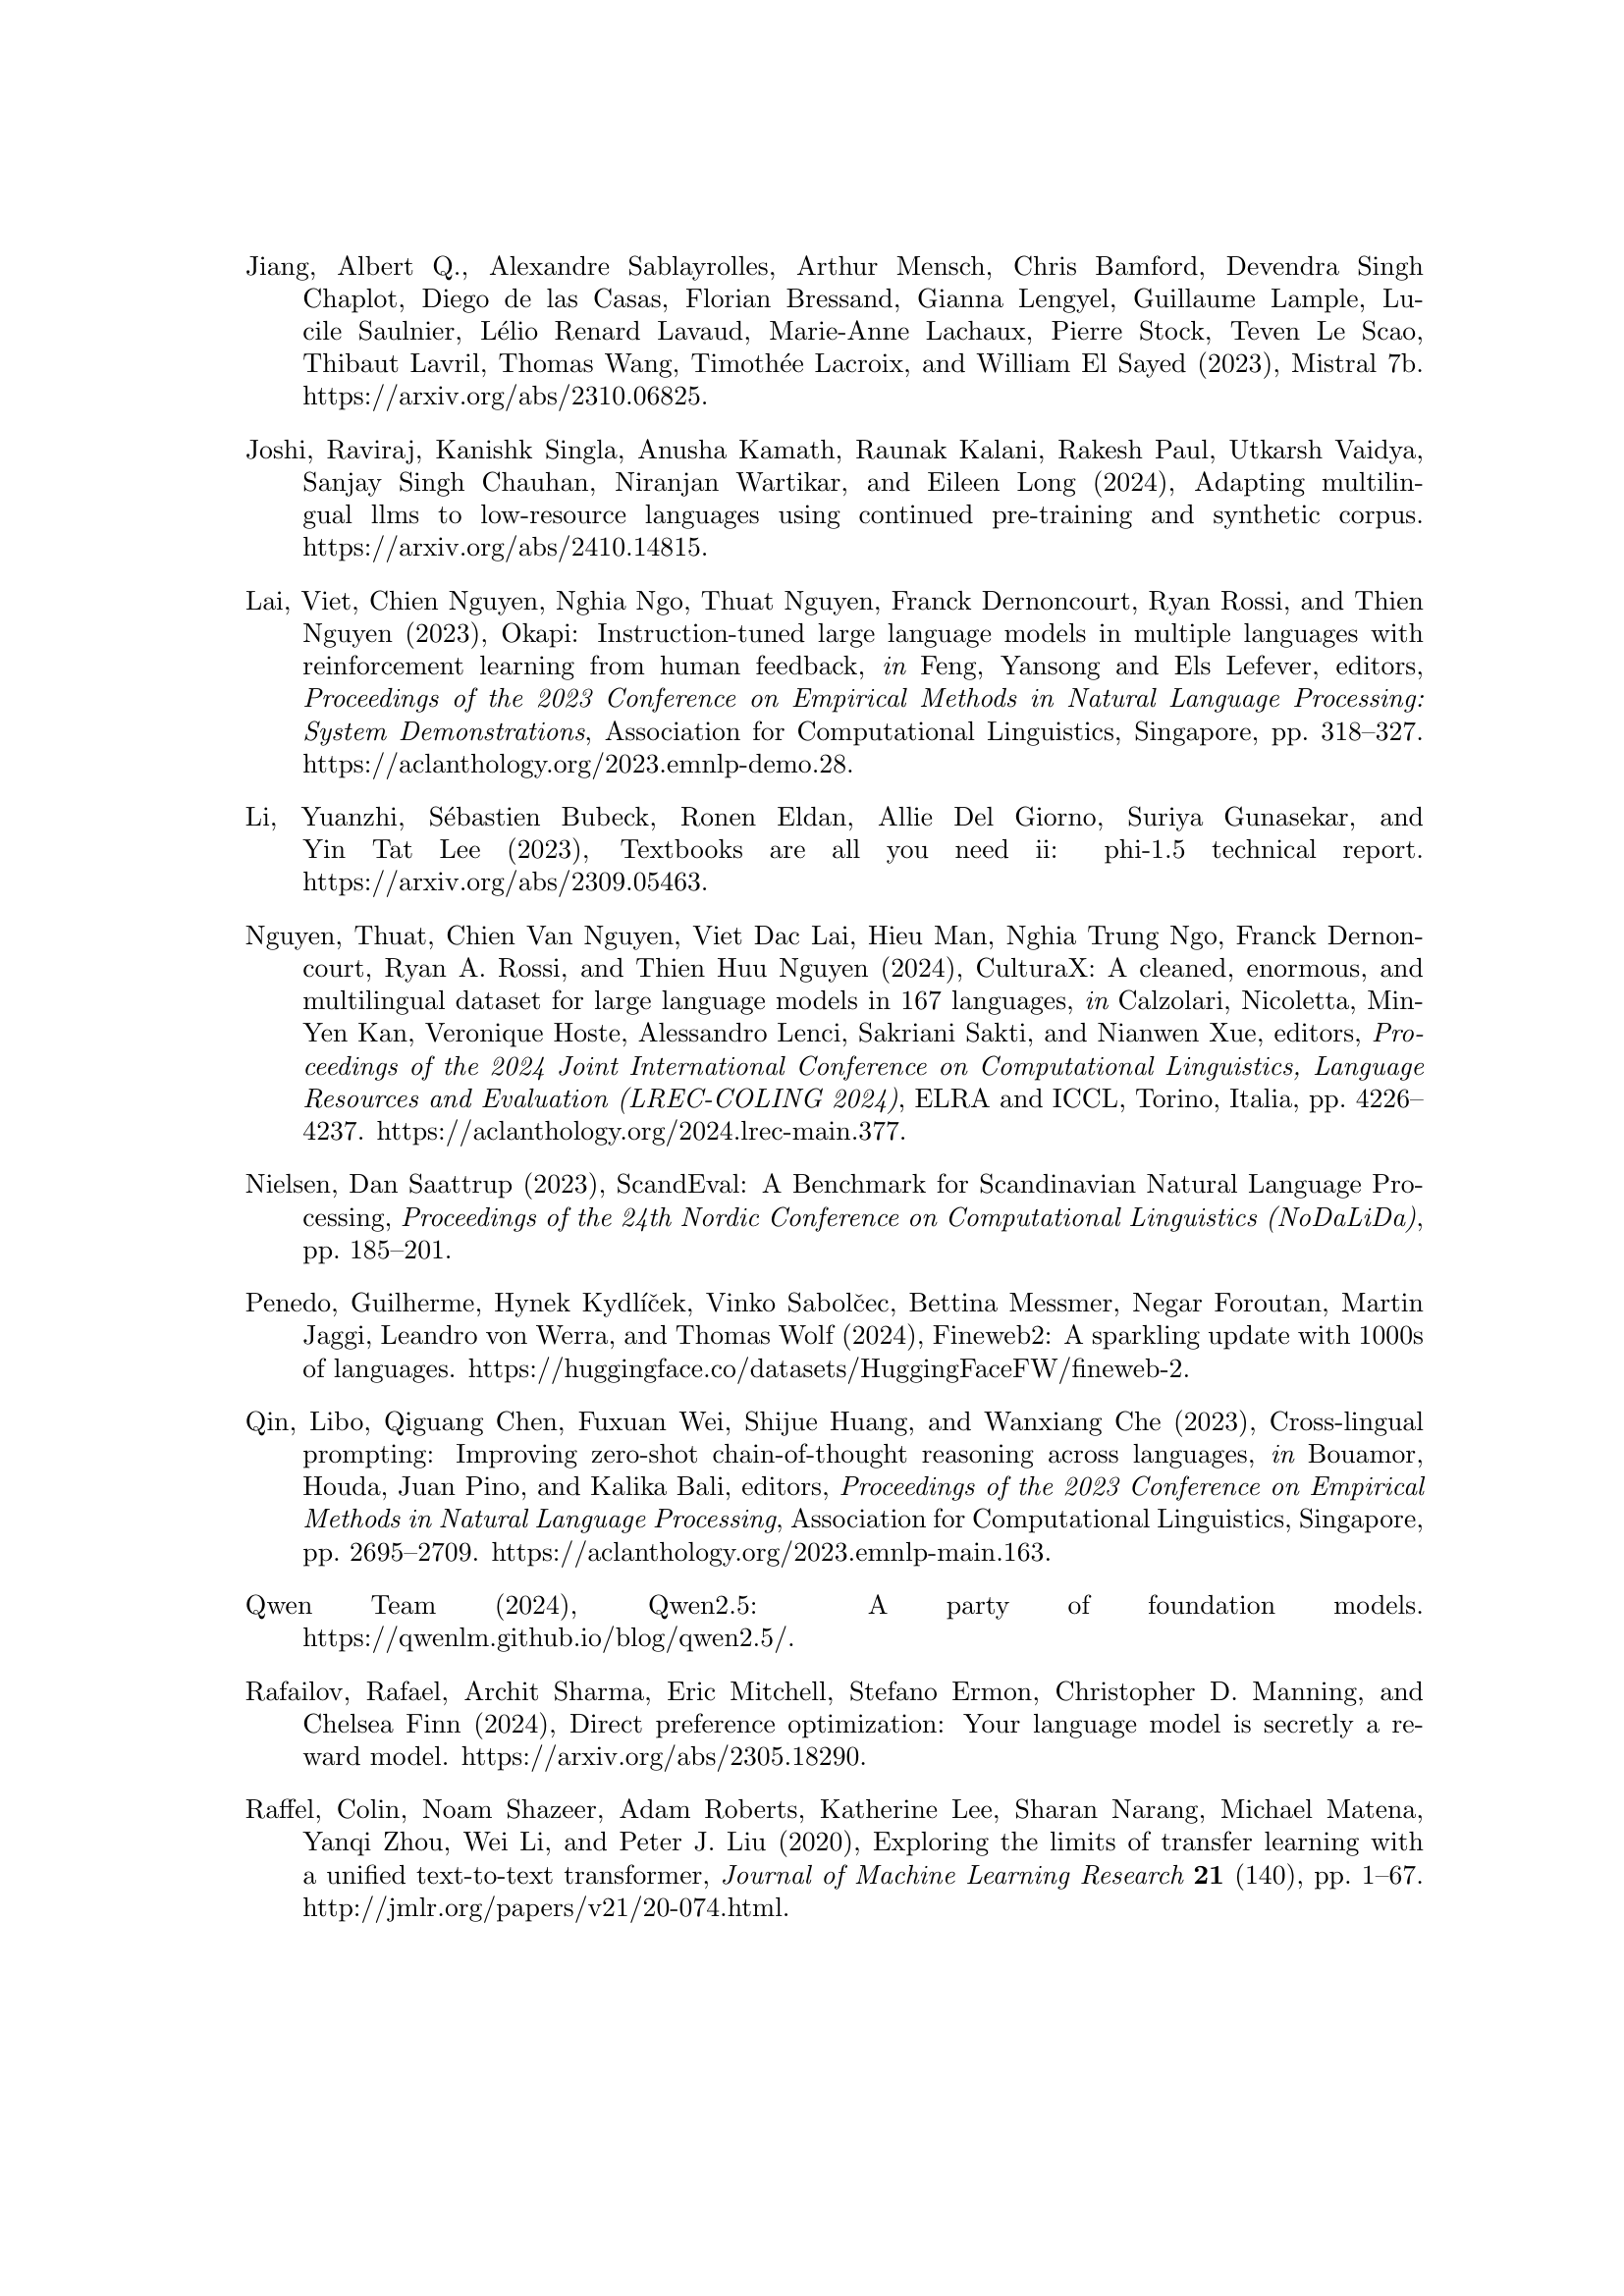 Jiang, Albert Q., Alexandre Sablayrolles, Arthur Mensch, Chris Bamford, Devendra Singh
Chaplot, Diego de las Casas, Florian Bressand, Gianna Lengyel, Guillaume Lample, Lu-
cile Saulnier, Lélio Renard Lavaud, Marie-Anne Lachaux, Pierre Stock, Teven Le Scao,
Thibaut Lavril, Thomas Wang, Timothée Lacroix, and William El Sayed (2023), Mistral 7b.
https://arxiv.org/abs/2310.06825.
Joshi, Raviraj, Kanishk Singla, Anusha Kamath, Raunak Kalani, Rakesh Paul, Utkarsh Vaidya,
Sanjay Singh Chauhan, Niranjan Wartikar, and Eileen Long (2024), Adapting multilin-
gual llms to low-resource languages using continued pre-training and synthetic corpus.
https://arxiv.org/abs/2410.14815.
Lai, Viet, Chien Nguyen, Nghia Ngo, Thuat Nguyen, Franck Dernoncourt, Ryan Rossi, and Thien
Nguyen (2023), Okapi: Instruction-tuned large language models in multiple languages with
reinforcement learning from human feedback, in Feng, Yansong and Els Lefever, editors,
Proceedings of the 2023 Conference on Empirical Methods in Natural Language Processing:
System Demonstrations, Association for Computational Linguistics, Singapore, pp. 318–327.
https://aclanthology.org/2023.emnlp-demo.28.
Li, Yuanzhi, Sébastien Bubeck, Ronen Eldan, Allie Del Giorno, Suriya Gunasekar, and
Yin Tat Lee (2023), Textbooks are all you need ii: phi-1.5 technical report.
https://arxiv.org/abs/2309.05463.
Nguyen, Thuat, Chien Van Nguyen, Viet Dac Lai, Hieu Man, Nghia Trung Ngo, Franck Dernon-
court, Ryan A. Rossi, and Thien Huu Nguyen (2024), CulturaX: A cleaned, enormous, and
multilingual dataset for large language models in 167 languages, in Calzolari, Nicoletta, Min-
Yen Kan, Veronique Hoste, Alessandro Lenci, Sakriani Sakti, and Nianwen Xue, editors, Pro-
ceedings of the 2024 Joint International Conference on Computational Linguistics, Language
Resources and Evaluation (LREC-COLING 2024), ELRA and ICCL, Torino, Italia, pp. 4226–
4237. https://aclanthology.org/2024.lrec-main.377.
Nielsen, Dan Saattrup (2023), ScandEval: A Benchmark for Scandinavian Natural Language Pro-
cessing, Proceedings of the 24th Nordic Conference on Computational Linguistics (NoDaLiDa),
pp. 185–201.
Penedo, Guilherme, Hynek Kydlíček, Vinko Sabolčec, Bettina Messmer, Negar Foroutan, Martin
Jaggi, Leandro von Werra, and Thomas Wolf (2024), Fineweb2: A sparkling update with 1000s
of languages. https://huggingface.co/datasets/HuggingFaceFW/fineweb-2.
Qin, Libo, Qiguang Chen, Fuxuan Wei, Shijue Huang, and Wanxiang Che (2023), Cross-lingual
prompting: Improving zero-shot chain-of-thought reasoning across languages, in Bouamor,
Houda, Juan Pino, and Kalika Bali, editors, Proceedings of the 2023 Conference on Empirical
Methods in Natural Language Processing, Association for Computational Linguistics, Singapore,
pp. 2695–2709. https://aclanthology.org/2023.emnlp-main.163.
Qwen Team (2024), Qwen2.5: A party of foundation models.
https://qwenlm.github.io/blog/qwen2.5/.
Rafailov, Rafael, Archit Sharma, Eric Mitchell, Stefano Ermon, Christopher D. Manning, and
Chelsea Finn (2024), Direct preference optimization: Your language model is secretly a re-
ward model. https://arxiv.org/abs/2305.18290.
Raffel, Colin, Noam Shazeer, Adam Roberts, Katherine Lee, Sharan Narang, Michael Matena,
Yanqi Zhou, Wei Li, and Peter J. Liu (2020), Exploring the limits of transfer learning with
a unified text-to-text transformer, Journal of Machine Learning Research 21 (140), pp. 1–67.
http://jmlr.org/papers/v21/20-074.html.